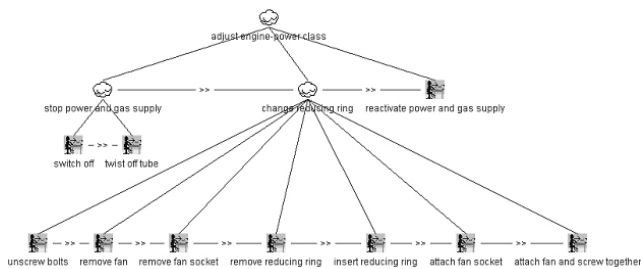 adjust engine-power class
>> >>
stop power and gas supply change reducing ring reactivate power and gas supply
>>
switch off twist off tube
>> >> >> >> >> >>
unscrew bolts remove fan remove fan socket remove reducing ring insert reducing ring attach fan socket attach fan and screw together